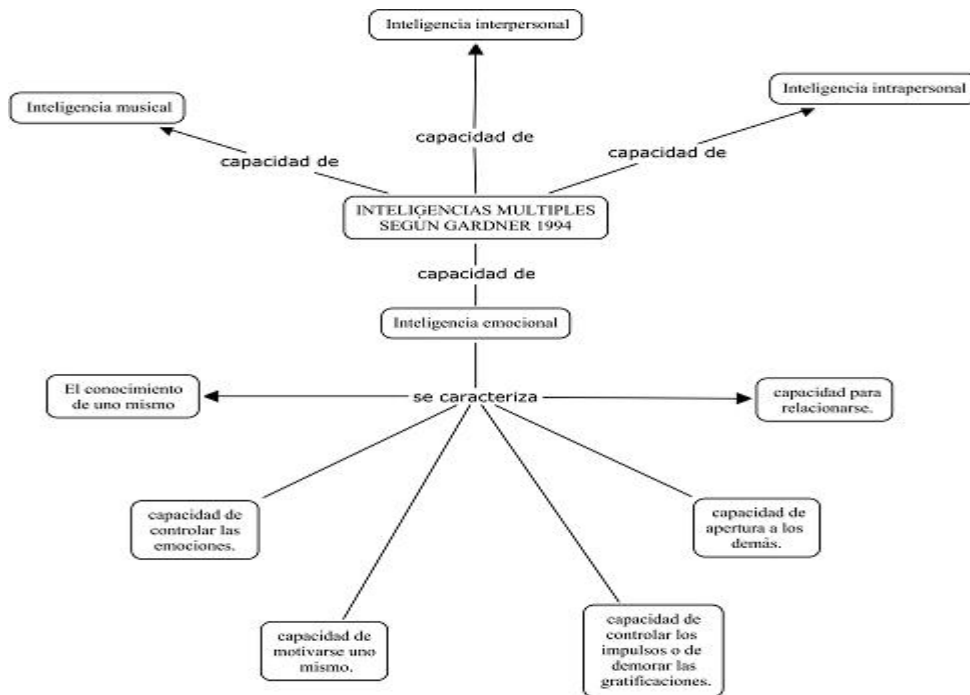 Inteligencia interpersonal
Inteligencia musical
Inteligencia intrapersonal
capacidad de
capacidad de
capacidad de
INTELIGENCIAS MULTIPLES
SEGÚN GARDNER 1994
capacidad de
Inteligencia emocional
El conocimiento
de uno mismo
se caracteriza
capacidad para
relacionarse.
capacidad de
controlar las
emociones.
capacidad de
apertura a los
demás.
capacidad de
motivarse uno
mismo.
capacidad de
controlar los
impulsos o de
demorar las
gratificaciones.